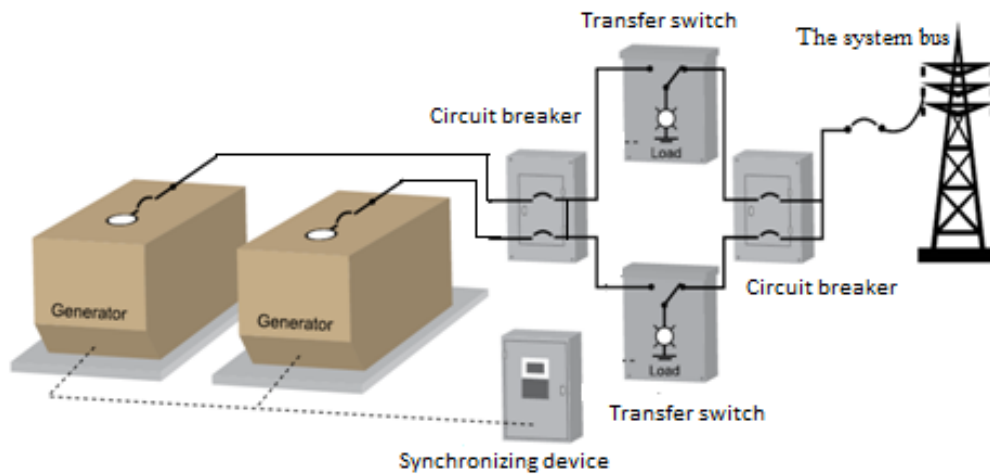 Transfer switch
The system bus
Circuit breaker
Load
Generator
Generator
Circuit breaker
Load
Transfer switch
Synchronizing device